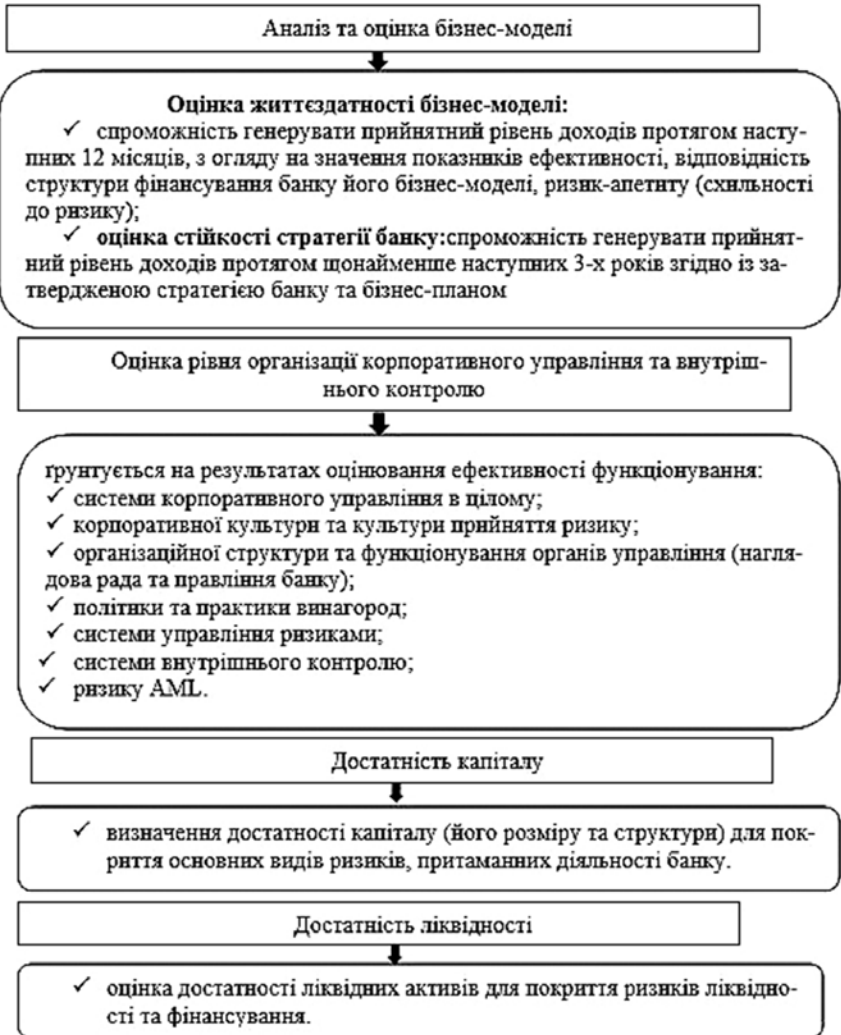 Аналіз та оцінка бізнес-моделі
Оцінка життєздатності бізнес-моделі:
✓ спроможність генерувати прийнятний рівень доходів протягом насту-
пних 12 місяців, з огляду на значення показників ефективності, відповідність
структури фінансування банку його бізнес-моделі, ризик-апетиту (схильності
до ризику);
✓ оцінка стійкості стратегії банку:спроможність генерувати прийнят-
ний рівень доходів протягом щонайменше наступних 3-х років згідно із за-
твердженою стратегією банку та бізнес-планом
Оцінка рівня організації корпоративного управління та внутріш-
нього контролю
ґрунтується на результатах оцінювання ефективності функціонування:
✓ системи корпоративного управління в цілому;
✓ корпоративної культури та культури прийняття ризику;
✓ організаційної структури та функціонування органів управління (нагля-
дова рада та правління банку);
✓ політики та практики винагород;
✓ системи управління ризиками;
✓ системи внутрішнього контролю;
✓ ризику AML.
Достатність капіталу
✓ визначення достатності капіталу (його розміру та структури) для пок-
риття основних видів ризиків, притаманних діяльності банку.
Достатність ліквідності
✓ оцінка достатності ліквідних активів для покриття ризиків ліквідно-
сті та фінансування.